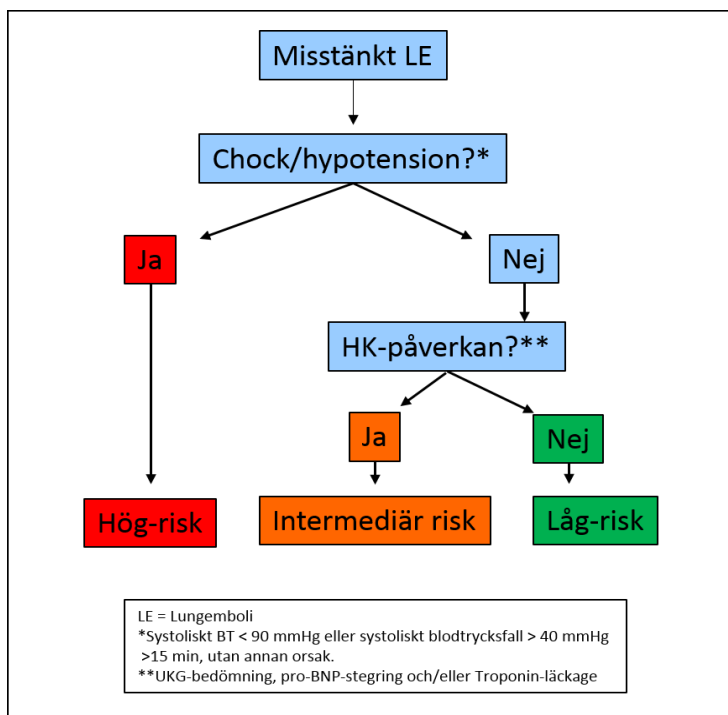 Misstänkt LE
Chock/hypotension?*
Ja
Nej
HK-påverkan?**
Ja
Nej
Hög-risk
Intermediär risk
Låg-risk
LE = Lungemboli
*Systoliskt BT < 90 mmHg eller systoliskt blodtrycksfall > 40 mmHg
>15 min, utan annan orsak.
**UKG-bedömning, pro-BNP-stegring och/eller Troponin-läckage